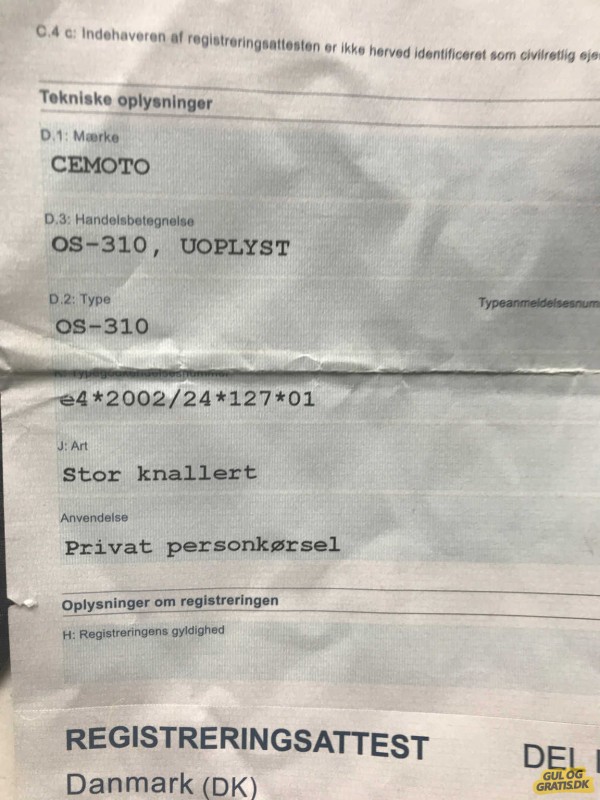 C.4 c: Indehaveren af registreringsattesten er ikke herved identificeret som civilretlig eje
Tekniske oplysninger
D.1: Mærke
CEMOTO
D.3: Handelsbetegnelse
OS-310, UOPLYST
D.2: Type
Typeanmeldelsesnum
OS-310
e4*2002/24*127*01
J: Art
Stor knallert
Anvendelse
Privat personkørsel
Oplysninger om registreringen
H: Registreringens gyldighed
REGISTRERINGSATTEST
DEL
Danmark (DK)
GUL OG
GRATIS.DK